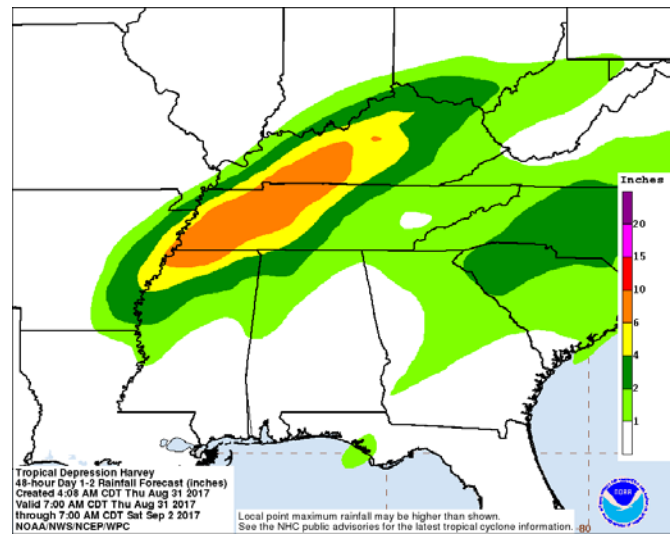 Inches
20
15
10
6
4
2
1
Tropical Depression Harvey
48-hour Day 1-2 Rainfall Forecast (inches)
Created 4:08 AM CDT Thu Aug 31 2017
Valid 7:00 AM CDT Thu Aug 31 2017
through 7:00 AM CDT Sat Sep 2 2017
NOAA/NWS/NCEP/WPC
Local point maximum rainfall may be higher than shown.
See the NHC public advisories for the latest tropical cyclone information.
-80